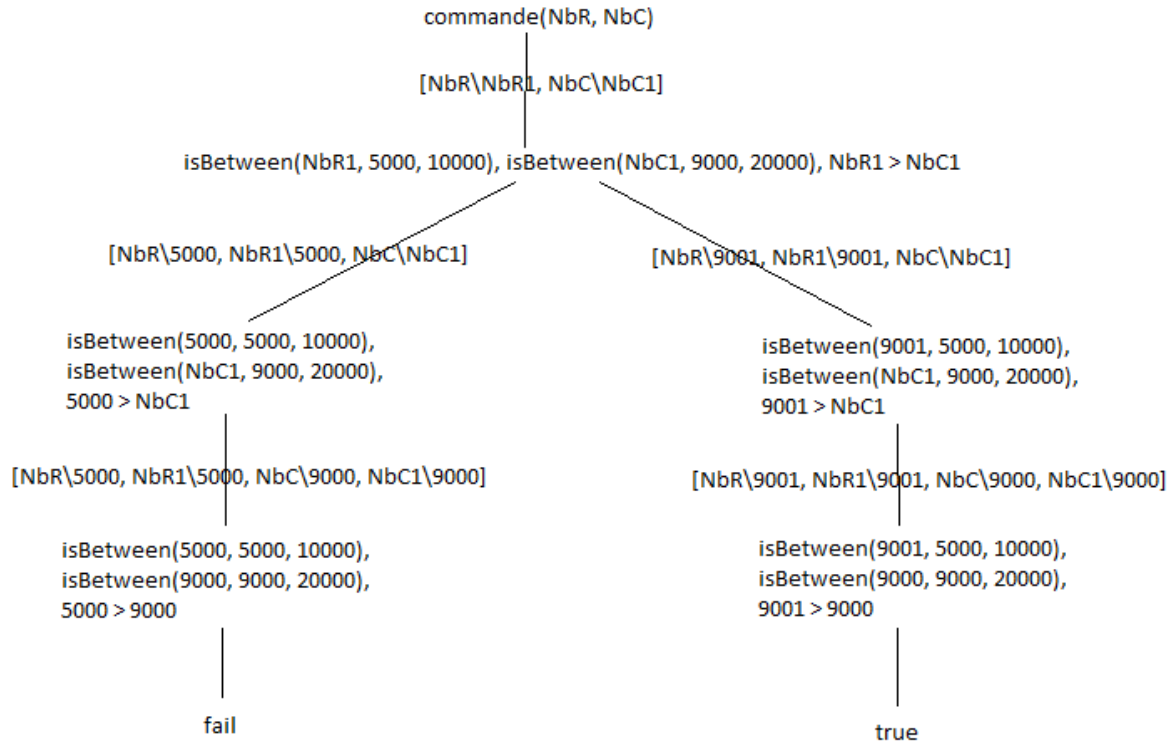 commande(NbR, NbC)
[NbR\NbR1, NbC\NbC1]
isBetween(NbR1, 5000, 10000), isBetween(NbC1, 9000, 20000), NbR1 > NbC1
[NbR\5000, NbR1\5000, NbC\NbC1]
[NbR\9001, NbR1\9001, NbC\NbC1]
isBetween(5000, 5000, 10000),
isBetween(NbC1, 9000, 20000),
5000 > NbC1
isBetween(9001, 5000, 10000),
isBetween(NbC1, 9000, 20000),
9001 > NbC1
[NbR\5000, NbR1\5000, NbC\9000, NbC1\9000]
[NbR\9001, NbR1\9001, NbC\9000, NbC1\9000]
isBetween(5000, 5000, 10000),
isBetween(9000, 9000, 20000),
5000 > 9000
isBetween(9001, 5000, 10000),
isBetween(9000, 9000, 20000),
9001 > 9000
fail
true